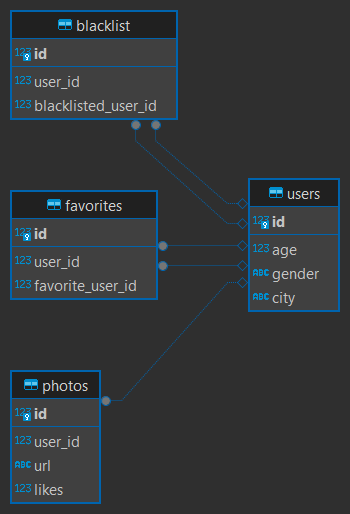 blacklist
123 id
123 user_id
123 blacklisted_user_id
favorites
123 id
123 user_id
123 favorite_user_id
users
123 id
123 age
ABC gender
ABC city
photos
123 id
123 user_id
ABC url
123 likes